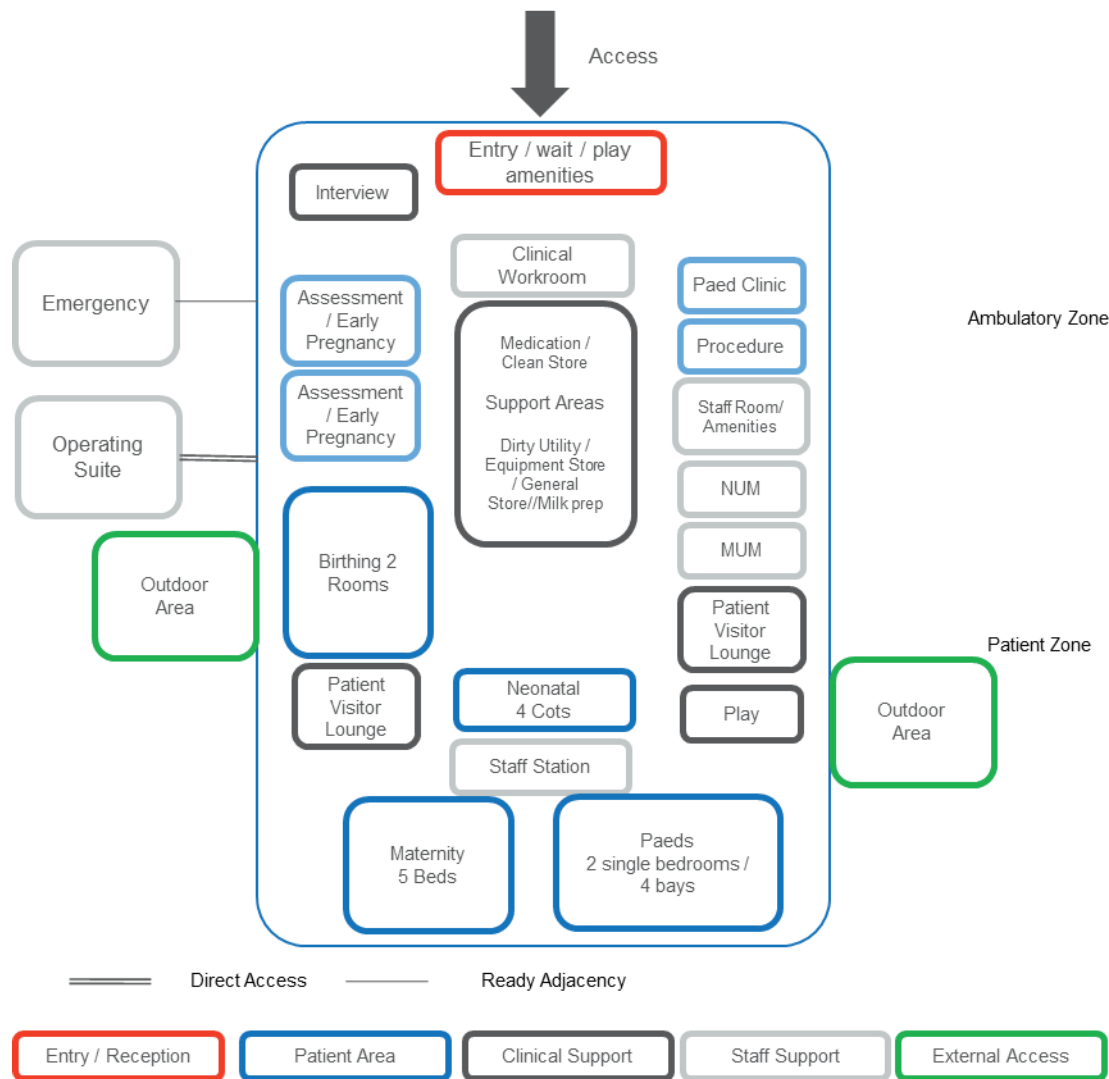 Access
Entry / wait / play
amenities
Interview
Clinical
Workroom
Emergency
Assessment
/ Early
Pregnancy
Paed Clinic
Ambulatory Zone
Medication /
Clean Store
Procedure
Support Areas
Staff Room/
Amenities
Operating
Suite
Assessment
/ Early
Pregnancy
Dirty Utility /
Equipment Store
/ General
Store//Milk prep
NUM
MUM
Outdoor
Area
Birthing 2
Rooms
Patient
Visitor
Lounge
Patient Zone
Patient
Visitor
Lounge
Neonatal
4 Cots
Play
Outdoor
Area
Staff Station
Maternity
5 Beds
Paeds
2 single bedrooms /
4 bays
Direct Access
Ready Adjacency
Entry / Reception
Patient Area
Clinical Support
Staff Support
External Access